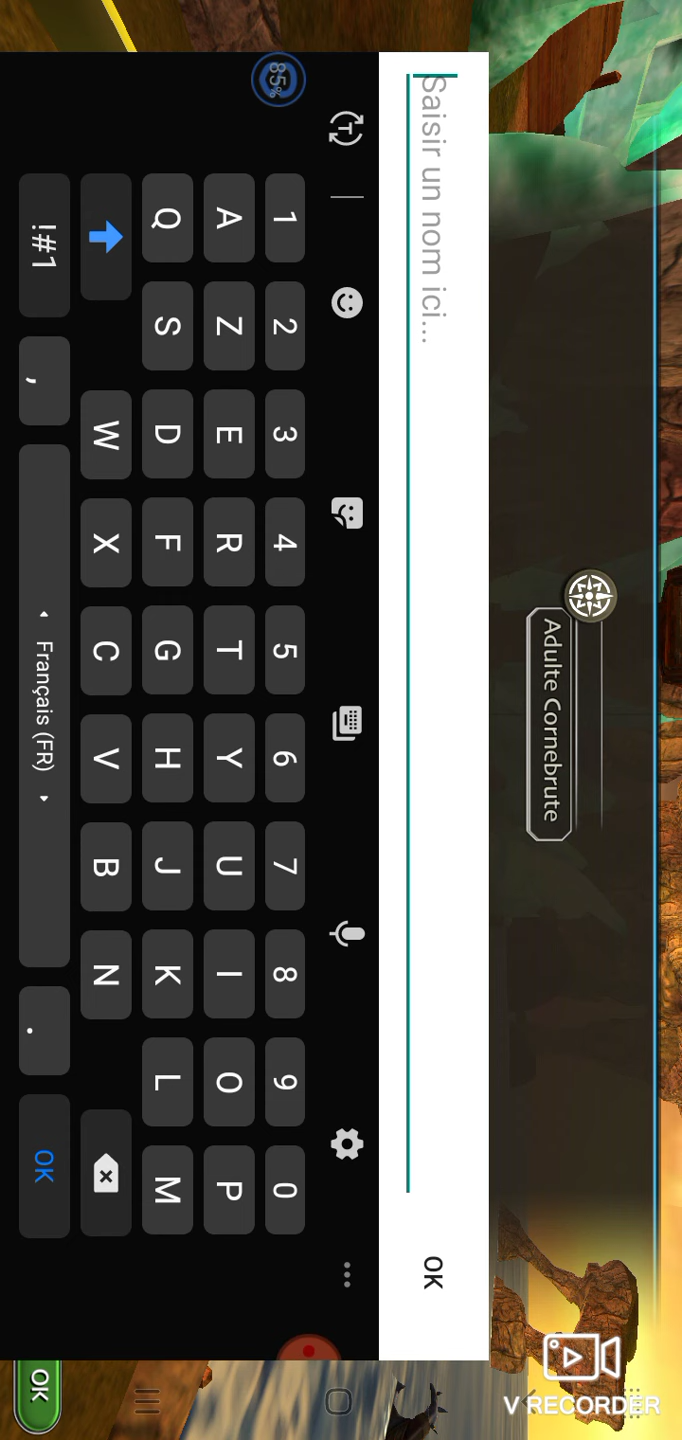 Adulte Cornebrute
Saisir un nom ici...
OK
85%
1 2 3 4 5 6 7 8 9 0
A Z E R T Y U I O P
Q S D F G H J K L M
W X C V B N
!#1 , Français (FR) . OK
OK
V RECORDER